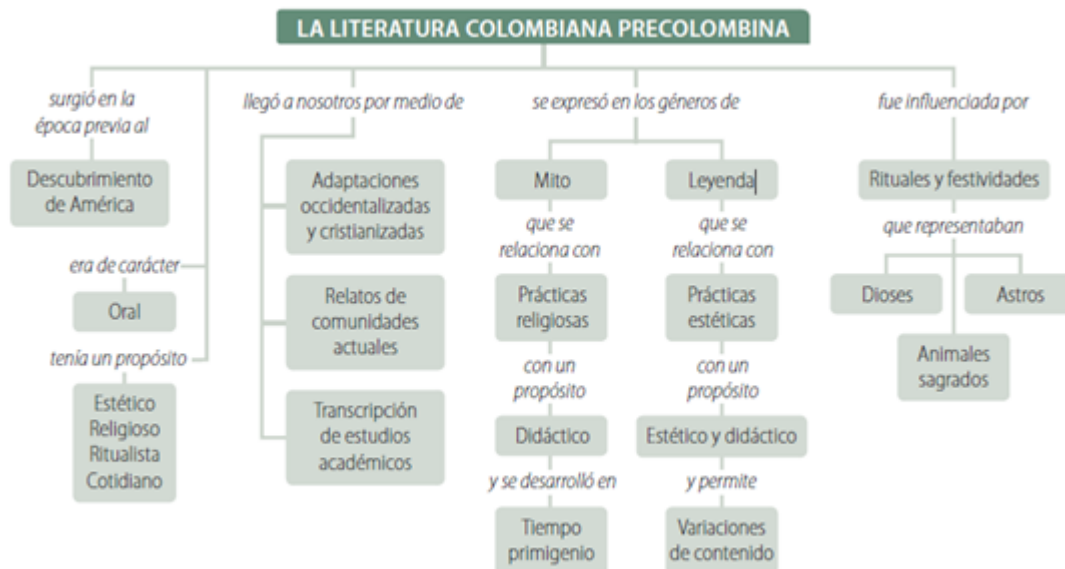 LA LITERATURA COLOMBIANA PRECOLOMBINA
surgió en la
época previa al
Descubrimiento
de América
era de carácter
Oral
tenía un propósito
Estético
Religioso
Ritualista
Cotidiano
llegó a nosotros por medio de
Adaptaciones
occidentalizadas
y cristianizadas
Relatos de
comunidades
actuales
Transcripción
de estudios
académicos
se expresó en los géneros de
Mito
que se
relaciona con
Prácticas
religiosas
con un
propósito
Didáctico
y se desarrolló en
Tiempo
primigenio
Leyenda
que se
relaciona con
Prácticas
estéticas
con un
propósito
Estético y didáctico
y permite
Variaciones
de contenido
fue influenciada por
Rituales y festividades
que representaban
Dioses
Astros
Animales
sagrados